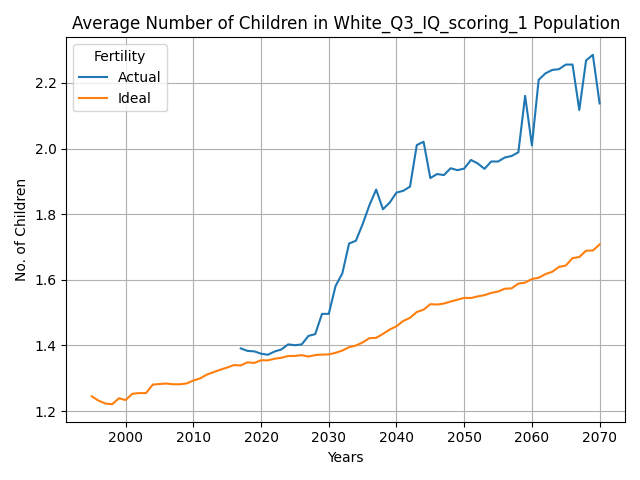 Average Number of Children in White_Q3_IQ_scoring_1 Population
Fertility
Actual
Ideal
No. of Children
2.2
2.0
1.8
1.6
1.4
1.2
2000 2010 2020 2030 2040 2050 2060 2070
Years